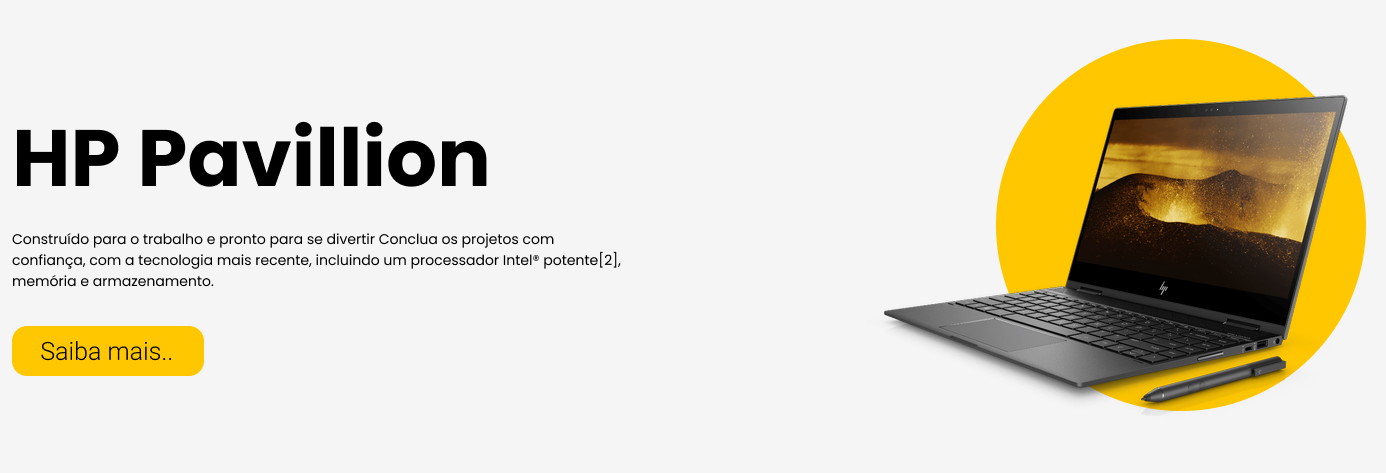 HP Pavillion
Construído para o trabalho e pronto para se divertir Conclua os projetos com
confiança, com a tecnologia mais recente, incluindo um processador Intel® potente[2],
memória e armazenamento.
Saiba mais..
hp